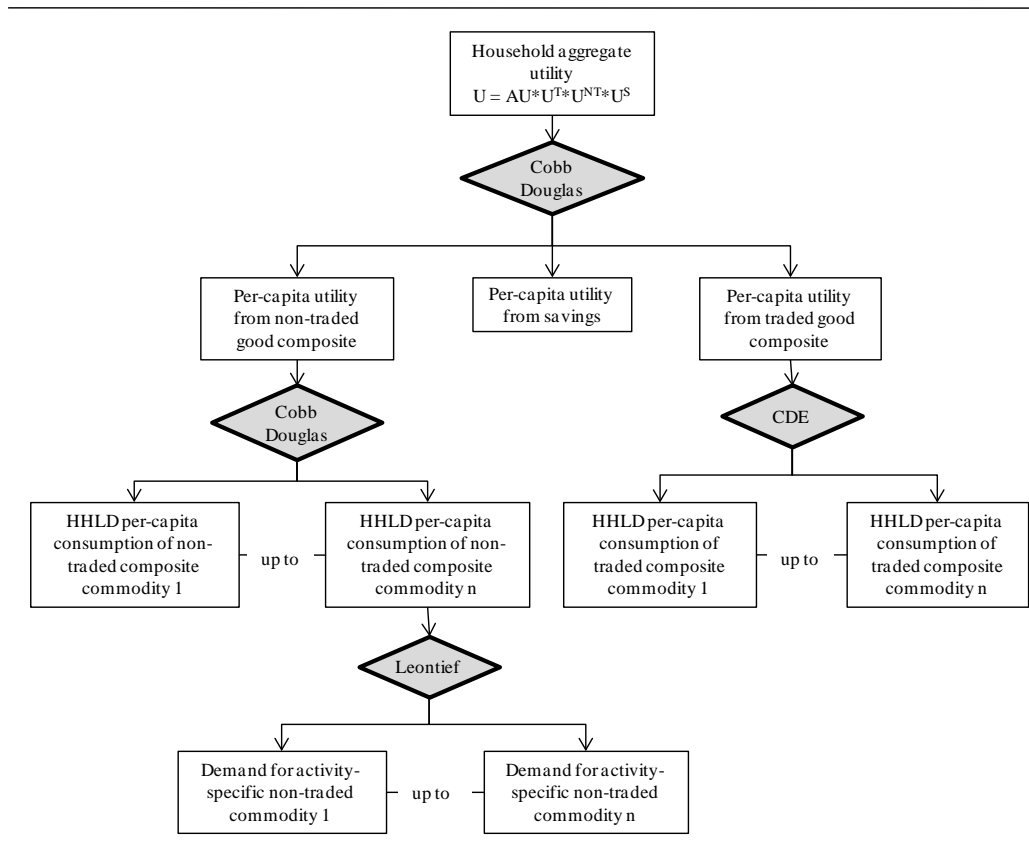 Household aggregate
utility
U = AU*U^T*U^NT*U^S
Cobb
Douglas
Per-capita utility
from non-traded
good composite
Per-capita utility
from savings
Per-capita utility
from traded good
composite
Cobb
Douglas
CDE
HHLD per-capita
consumption of non-
traded composite
commodity 1
up to
HHLD per-capita
consumption of non-
traded composite
commodity n
HHLD per-capita
consumption of
traded composite
commodity 1
up to
HHLD per-capita
consumption of
traded composite
commodity n
Leontief
Demand for activity-
specific non-traded
commodity 1
up to
Demand for activity-
specific non-traded
commodity n